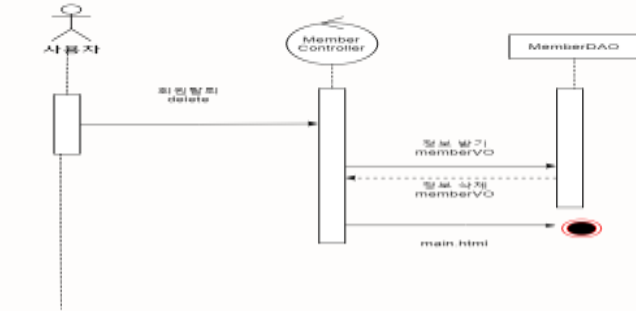 사용자
Member
Controller
MemberDAO
회원탈퇴
delete
정보 받기
memberVO
정보 삭제
memberVO
main.html